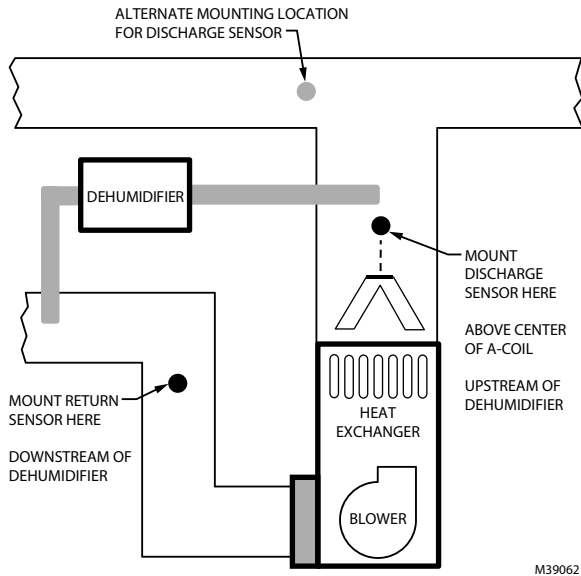 ALTERNATE MOUNTING LOCATION
FOR DISCHARGE SENSOR
DEHUMIDIFIER
MOUNT
DISCHARGE
SENSOR HERE
ABOVE CENTER
OF A-COIL
UPSTREAM OF
DEHUMIDIFIER
MOUNT RETURN
SENSOR HERE
DOWNSTREAM OF
DEHUMIDIFIER
HEAT
EXCHANGER
BLOWER
M39062